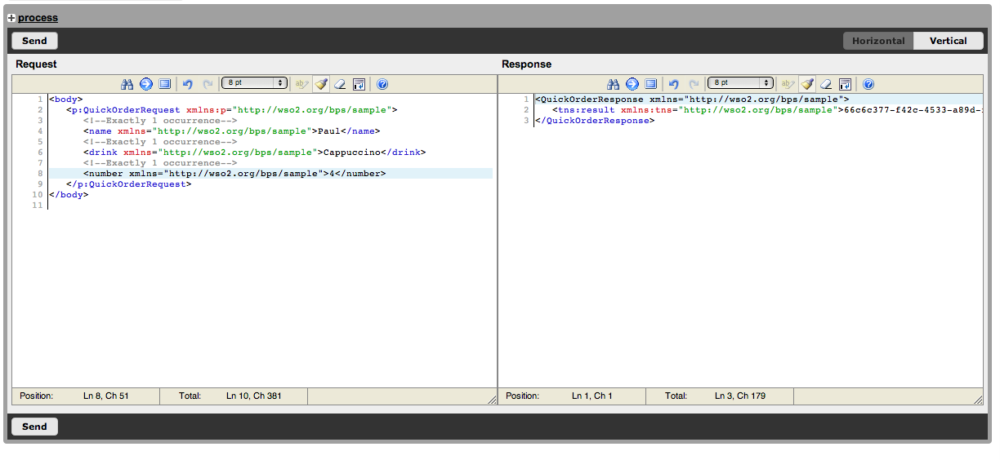 process
Send
Horizontal Vertical
Request
Response
8 pt
1 <body>
2 <p:QuickOrderRequest xmlns:p="http://wso2.org/bps/sample">
3 <!--Exactly 1 occurrence-->
4 <name xmlns="http://wso2.org/bps/sample">Paul</name>
5 <!--Exactly 1 occurrence-->
6 <drink xmlns="http://wso2.org/bps/sample">Cappuccino</drink>
7 <!--Exactly 1 occurrence-->
8 <number xmlns="http://wso2.org/bps/sample">4</number>
9 </p:QuickOrderRequest>
10 </body>
11
Position: Ln 8, Ch 51 Total: Ln 10, Ch 381
8 pt
1 <QuickOrderResponse xmlns="http://wso2.org/bps/sample">
2 <tns:result xmlns:tns="http://wso2.org/bps/sample">66c6c377-f42c-4533-a89d-
3 </QuickOrderResponse>
Position: Ln 1, Ch 1 Total: Ln 3, Ch 179
Send